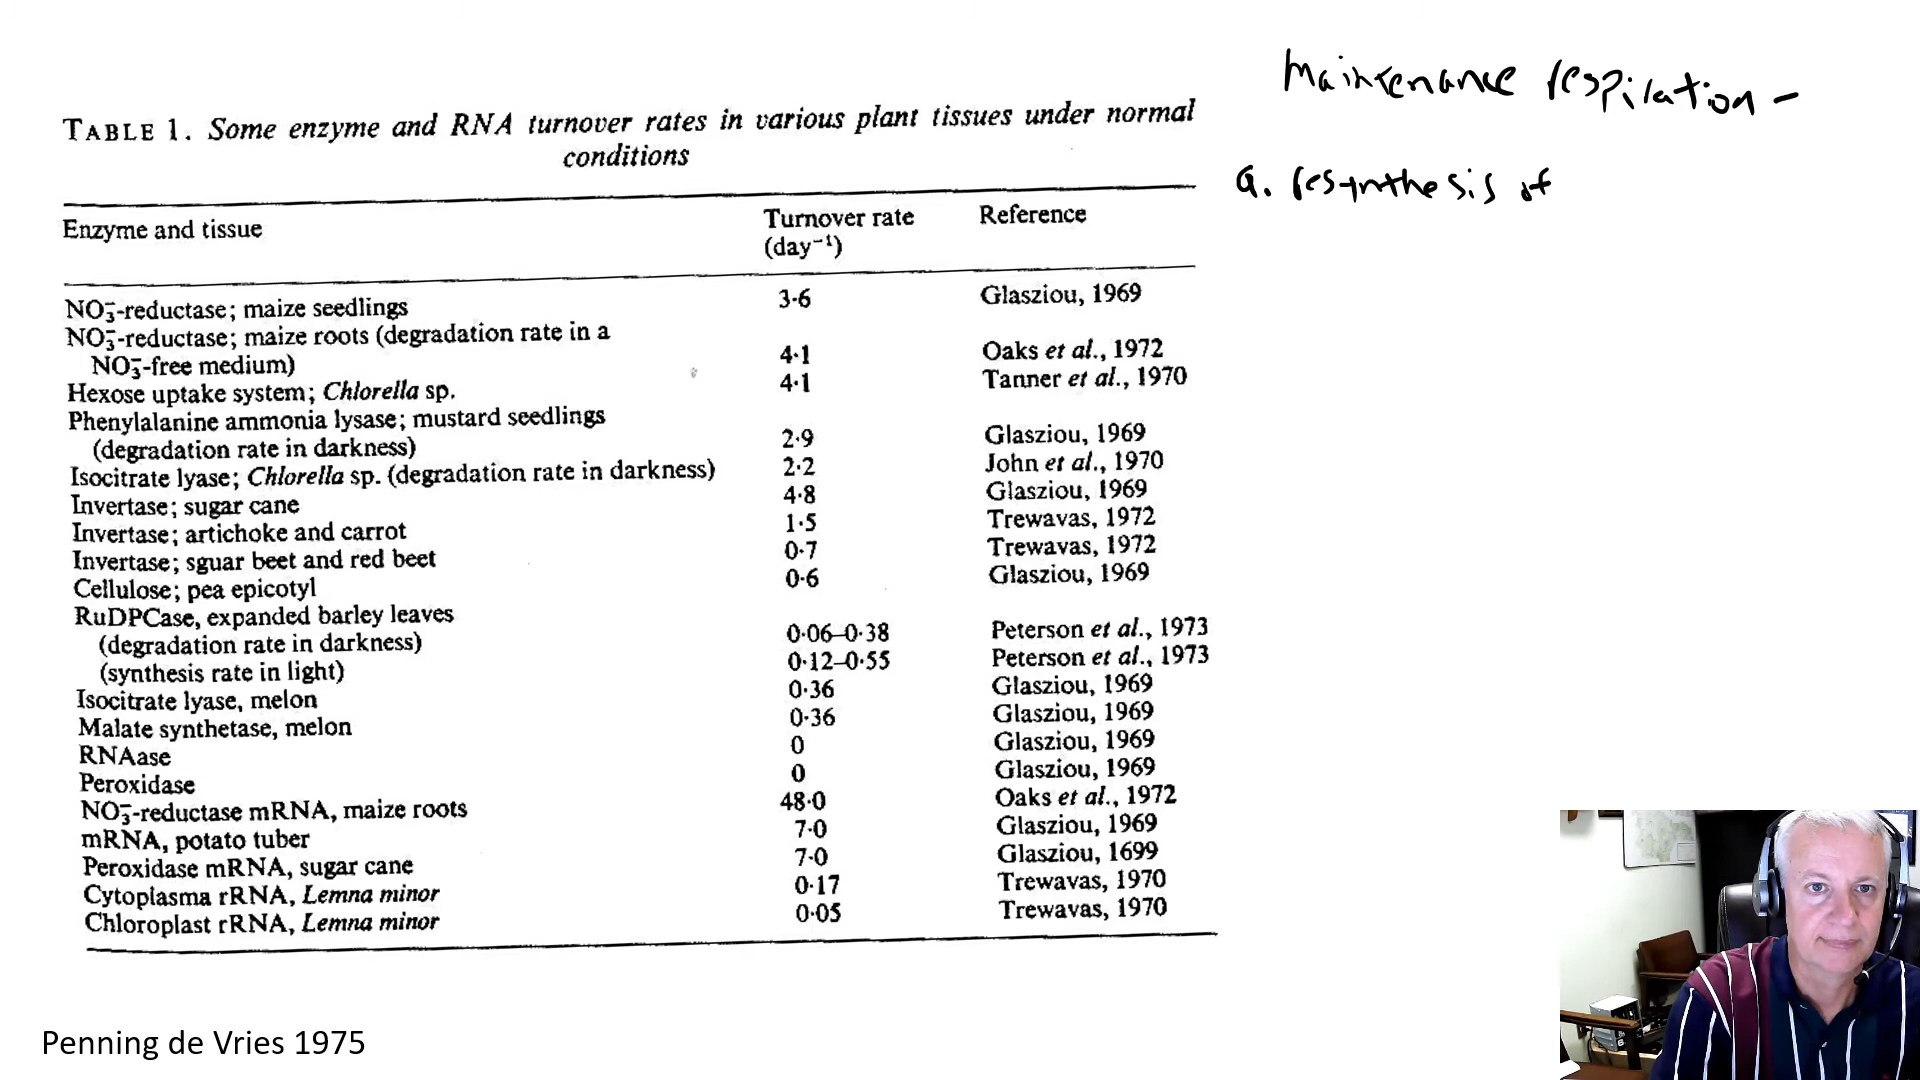 maintenance respiration -
a. resynthesis of
TABLE 1. Some enzyme and RNA turnover rates in various plant tissues under normal
conditions
Enzyme and tissue Turnover rate Reference
(day⁻¹)
NO₃⁻-reductase; maize seedlings 3·6 Glasziou, 1969
NO₃⁻-reductase; maize roots (degradation rate in a
NO₃⁻-free medium) 4·1 Oaks et al., 1972
Hexose uptake system; Chlorella sp. 4·1 Tanner et al., 1970
Phenylalanine ammonia lysase; mustard seedlings
(degradation rate in darkness) 2·9 Glasziou, 1969
Isocitrate lyase; Chlorella sp. (degradation rate in darkness) 2·2 John et al., 1970
Invertase; sugar cane 4·8 Glasziou, 1969
Invertase; artichoke and carrot 1·5 Trewavas, 1972
Invertase; sguar beet and red beet 0·7 Trewavas, 1972
Cellulose; pea epicotyl 0·6 Glasziou, 1969
RuDPCase, expanded barley leaves
(degradation rate in darkness) 0·06–0·38 Peterson et al., 1973
(synthesis rate in light) 0·12–0·55 Peterson et al., 1973
Isocitrate lyase, melon 0·36 Glasziou, 1969
Malate synthetase, melon 0·36 Glasziou, 1969
RNAase 0 Glasziou, 1969
Peroxidase 0 Glasziou, 1969
NO₃⁻-reductase mRNA, maize roots 48·0 Oaks et al., 1972
mRNA, potato tuber 7·0 Glasziou, 1969
Peroxidase mRNA, sugar cane 7·0 Glasziou, 1699
Cytoplasma rRNA, Lemna minor 0·17 Trewavas, 1970
Chloroplast rRNA, Lemna minor 0·05 Trewavas, 1970
Penning de Vries 1975